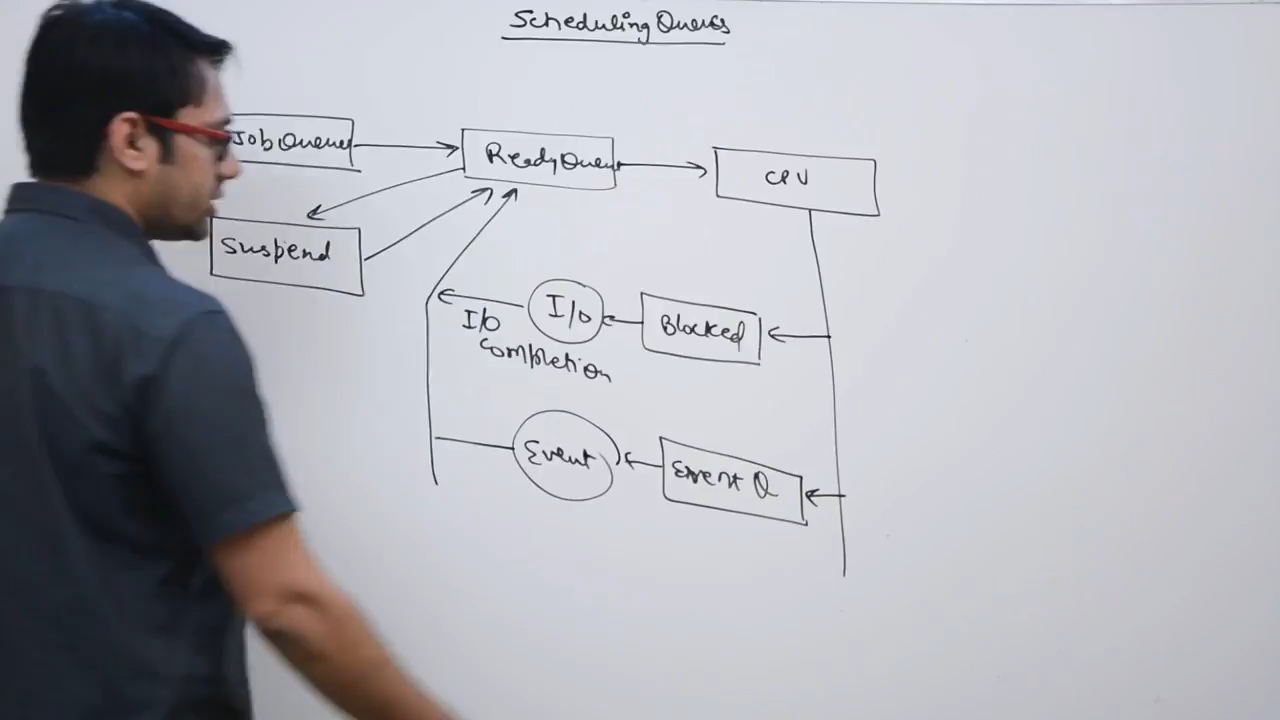 Scheduling Queues
Job Queue
Ready Queue
CPU
Suspend
I/O
Blocked
I/O
Completion
Event
Event Q